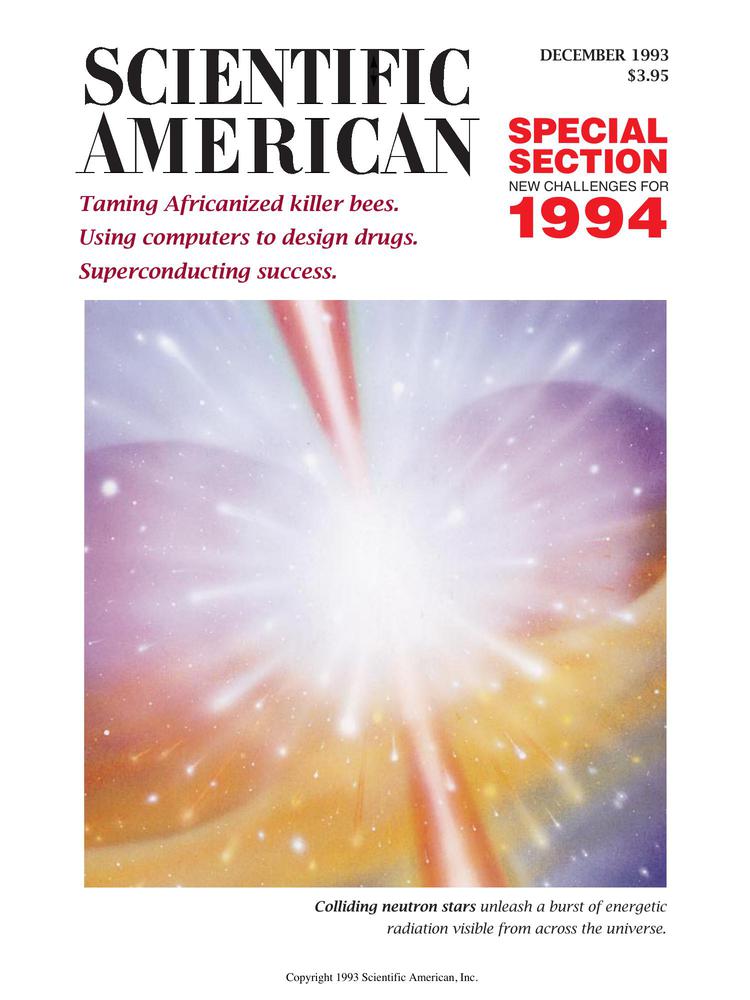 SCIENTIFIC
AMERICAN
DECEMBER 1993
$3.95
SPECIAL
SECTION
NEW CHALLENGES FOR
1994
Taming Africanized killer bees.
Using computers to design drugs.
Superconducting success.
Colliding neutron stars unleash a burst of energetic
radiation visible from across the universe.
Copyright 1993 Scientific American, Inc.